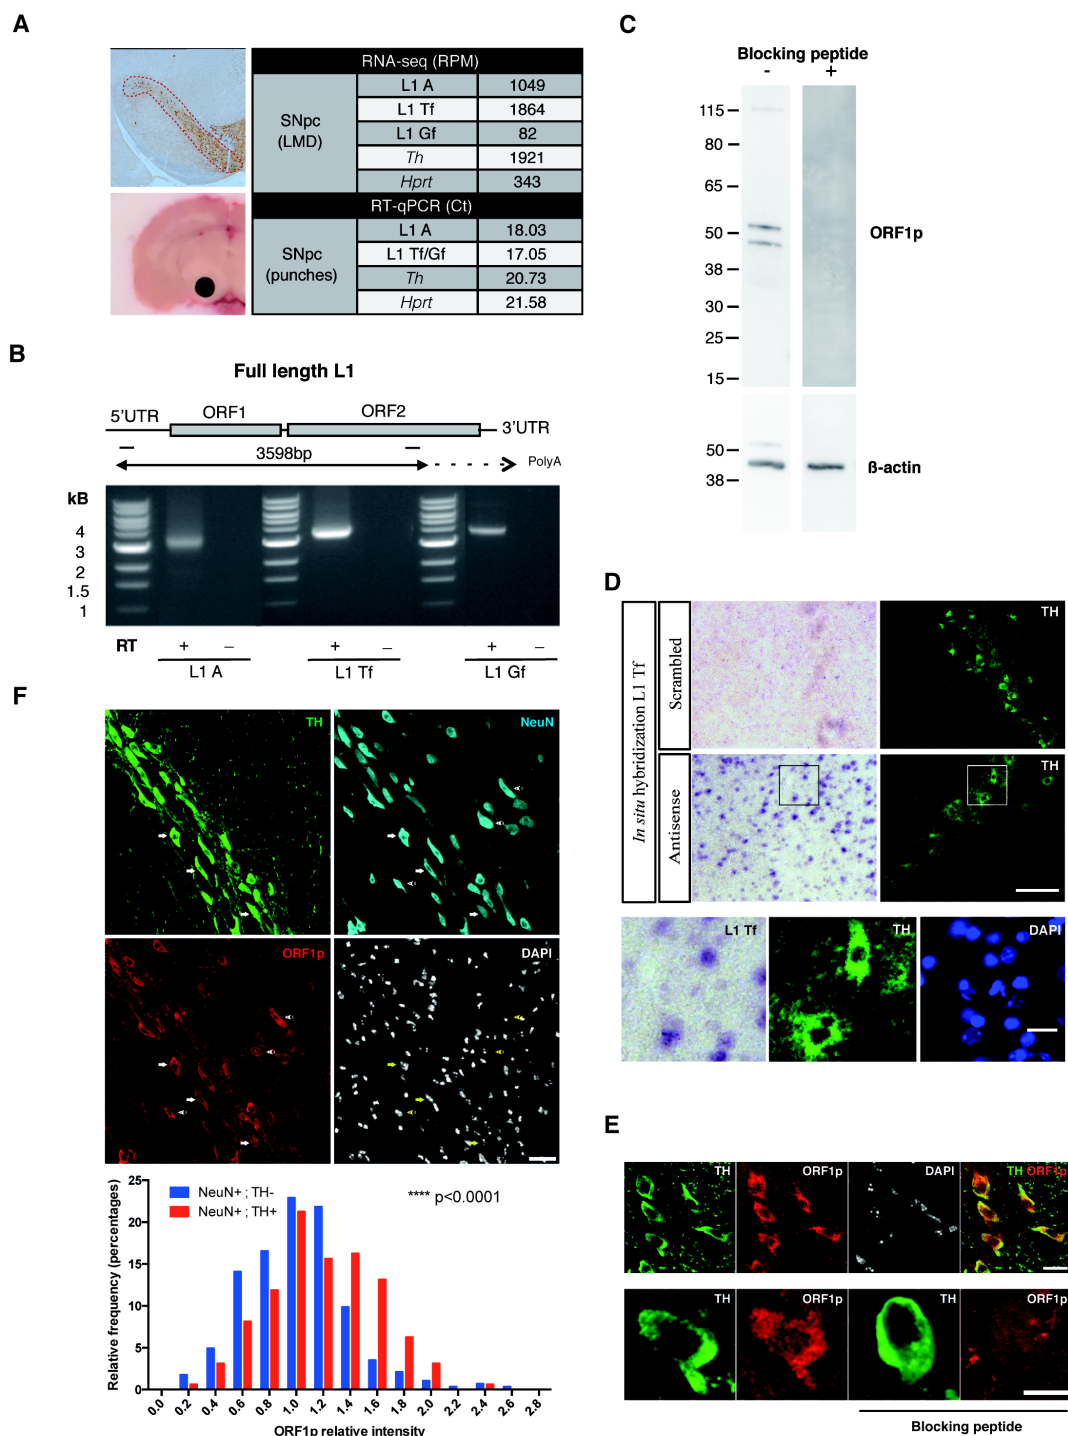 A
RNA-seq (RPM)
SNpc (LMD)
L1 A 1049
L1 Tf 1864
L1 Gf 82
Th 1921
Hprt 343
RT-qPCR (Ct)
SNpc (punches)
L1 A 18.03
L1 Tf/Gf 17.05
Th 20.73
Hprt 21.58
B
Full length L1
5'UTR ORF1 ORF2 3'UTR
3598bp
PolyA
kB
4
3
2
1.5
1
RT + – + – + –
L1 A L1 Tf L1 Gf
C
Blocking peptide
- +
115
80
65
50
38
30
25
15
ORF1p
50
38
ß-actin
D
In situ hybridization L1 Tf
Scrambled
Antisense
TH
TH
L1 Tf TH DAPI
E
TH ORF1p DAPI TH ORF1p
TH ORF1p TH ORF1p
Blocking peptide
F
TH NeuN
ORF1p DAPI
Relative frequency (percentages)
25
20
15
10
5
0
NeuN+ ; TH-
NeuN+ ; TH+
**** p<0.0001
0.0 0.2 0.4 0.6 0.8 1.0 1.2 1.4 1.6 1.8 2.0 2.2 2.4 2.6 2.8
ORF1p relative intensity